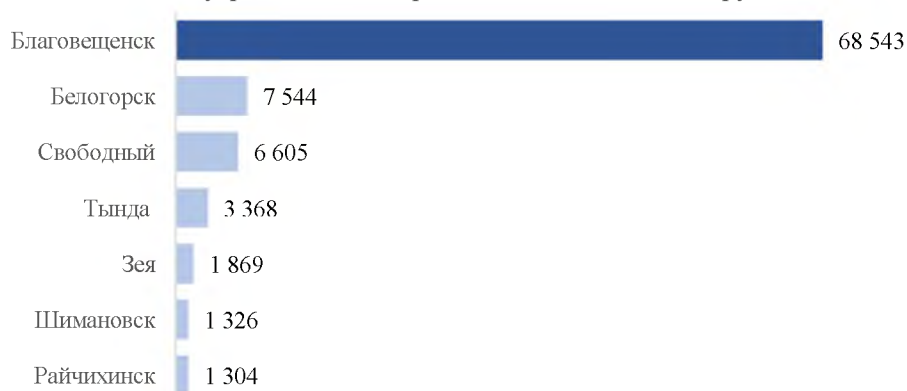 Благовещенск 68 543
Белогорск 7 544
Свободный 6 605
Тында 3 368
Зея 1 869
Шимановск 1 326
Райчихинск 1 304